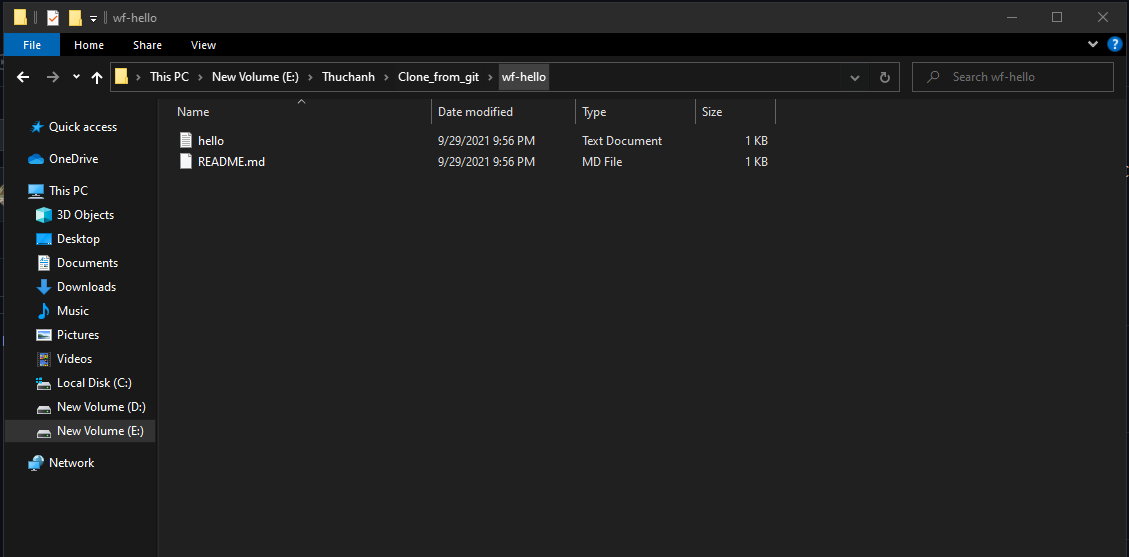 wf-hello
File Home Share View
This PC New Volume (E:) Thuchanh Clone_from_git wf-hello Search wf-hello
Name Date modified Type Size
hello 9/29/2021 9:56 PM Text Document 1 KB
README.md 9/29/2021 9:56 PM MD File 1 KB
Quick access
OneDrive
This PC
3D Objects
Desktop
Documents
Downloads
Music
Pictures
Videos
Local Disk (C:)
New Volume (D:)
New Volume (E:)
Network